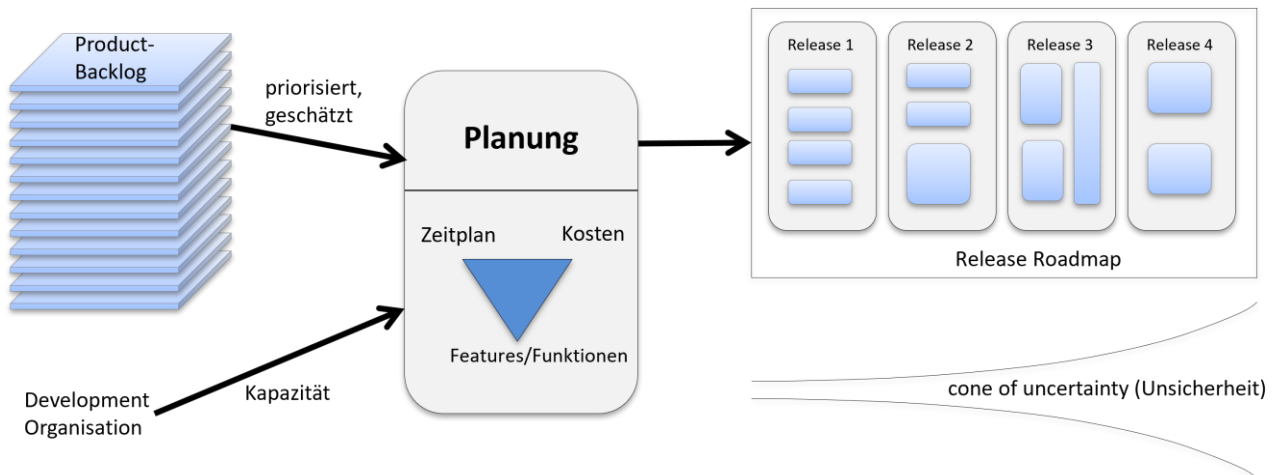 Product-
Backlog
priorisiert,
geschätzt
Planung
Zeitplan
Kosten
Features/Funktionen
Development
Organisation
Kapazität
Release 1
Release 2
Release 3
Release 4
Release Roadmap
cone of uncertainty (Unsicherheit)